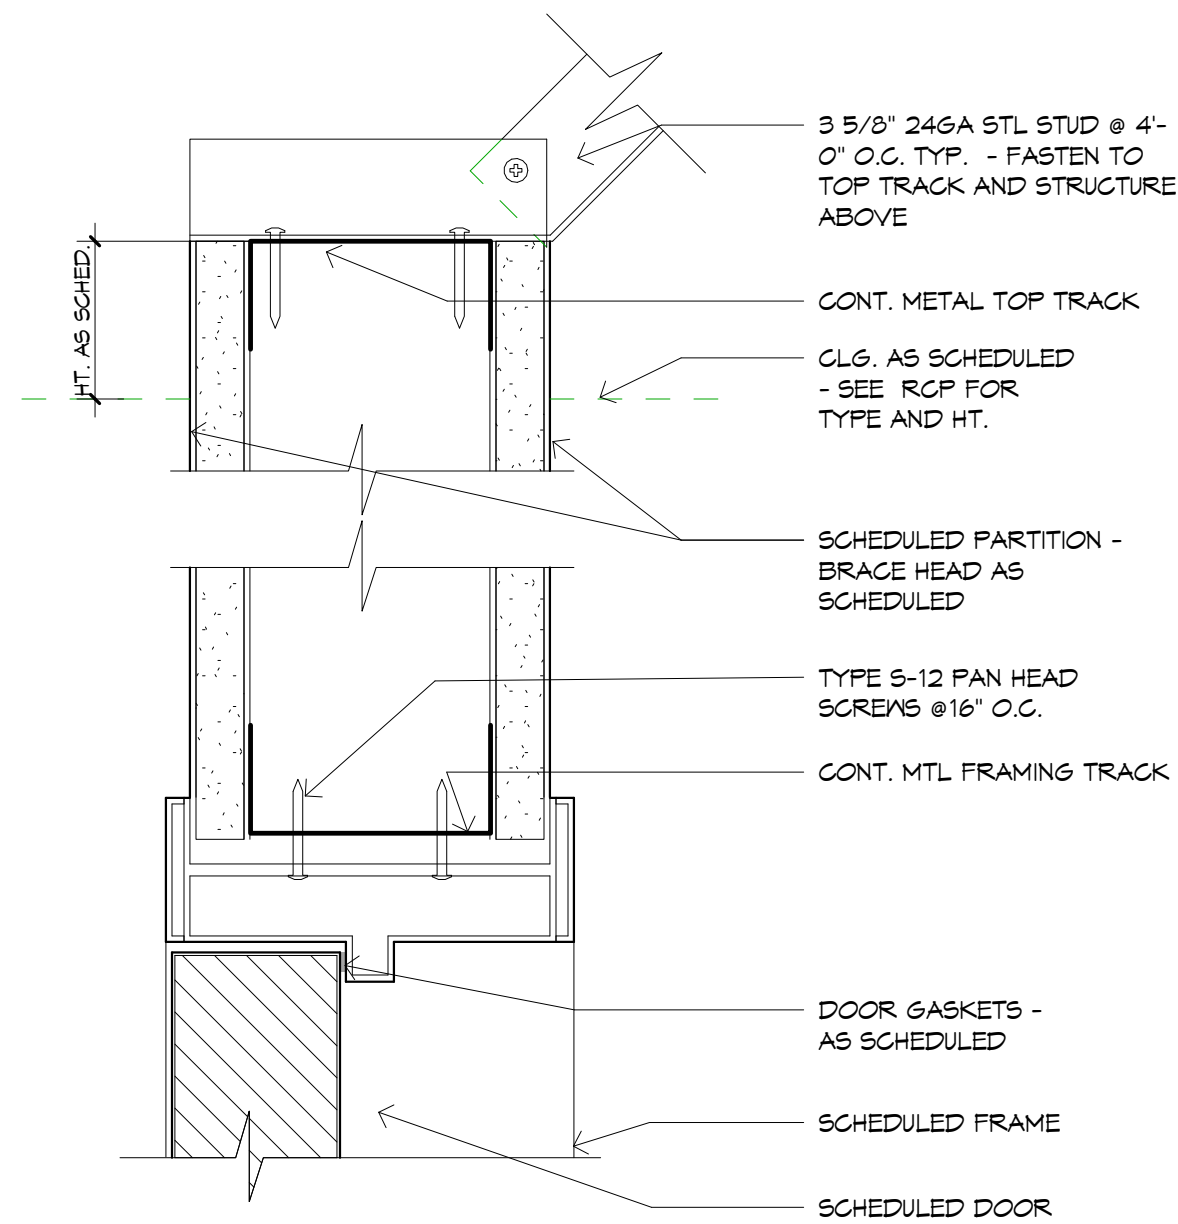 3 5/8" 24GA STL STUD @ 4'-
0" O.C. TYP.  - FASTEN TO
TOP TRACK AND STRUCTURE
ABOVE
HT. AS SCHED.
CONT. METAL TOP TRACK
CLG. AS SCHEDULED
- SEE  RCP FOR
TYPE AND HT.
SCHEDULED PARTITION -
BRACE HEAD AS
SCHEDULED
TYPE S-12 PAN HEAD
SCREWS @16" O.C.
CONT. MTL FRAMING TRACK
DOOR GASKETS -
AS SCHEDULED
SCHEDULED FRAME
SCHEDULED DOOR